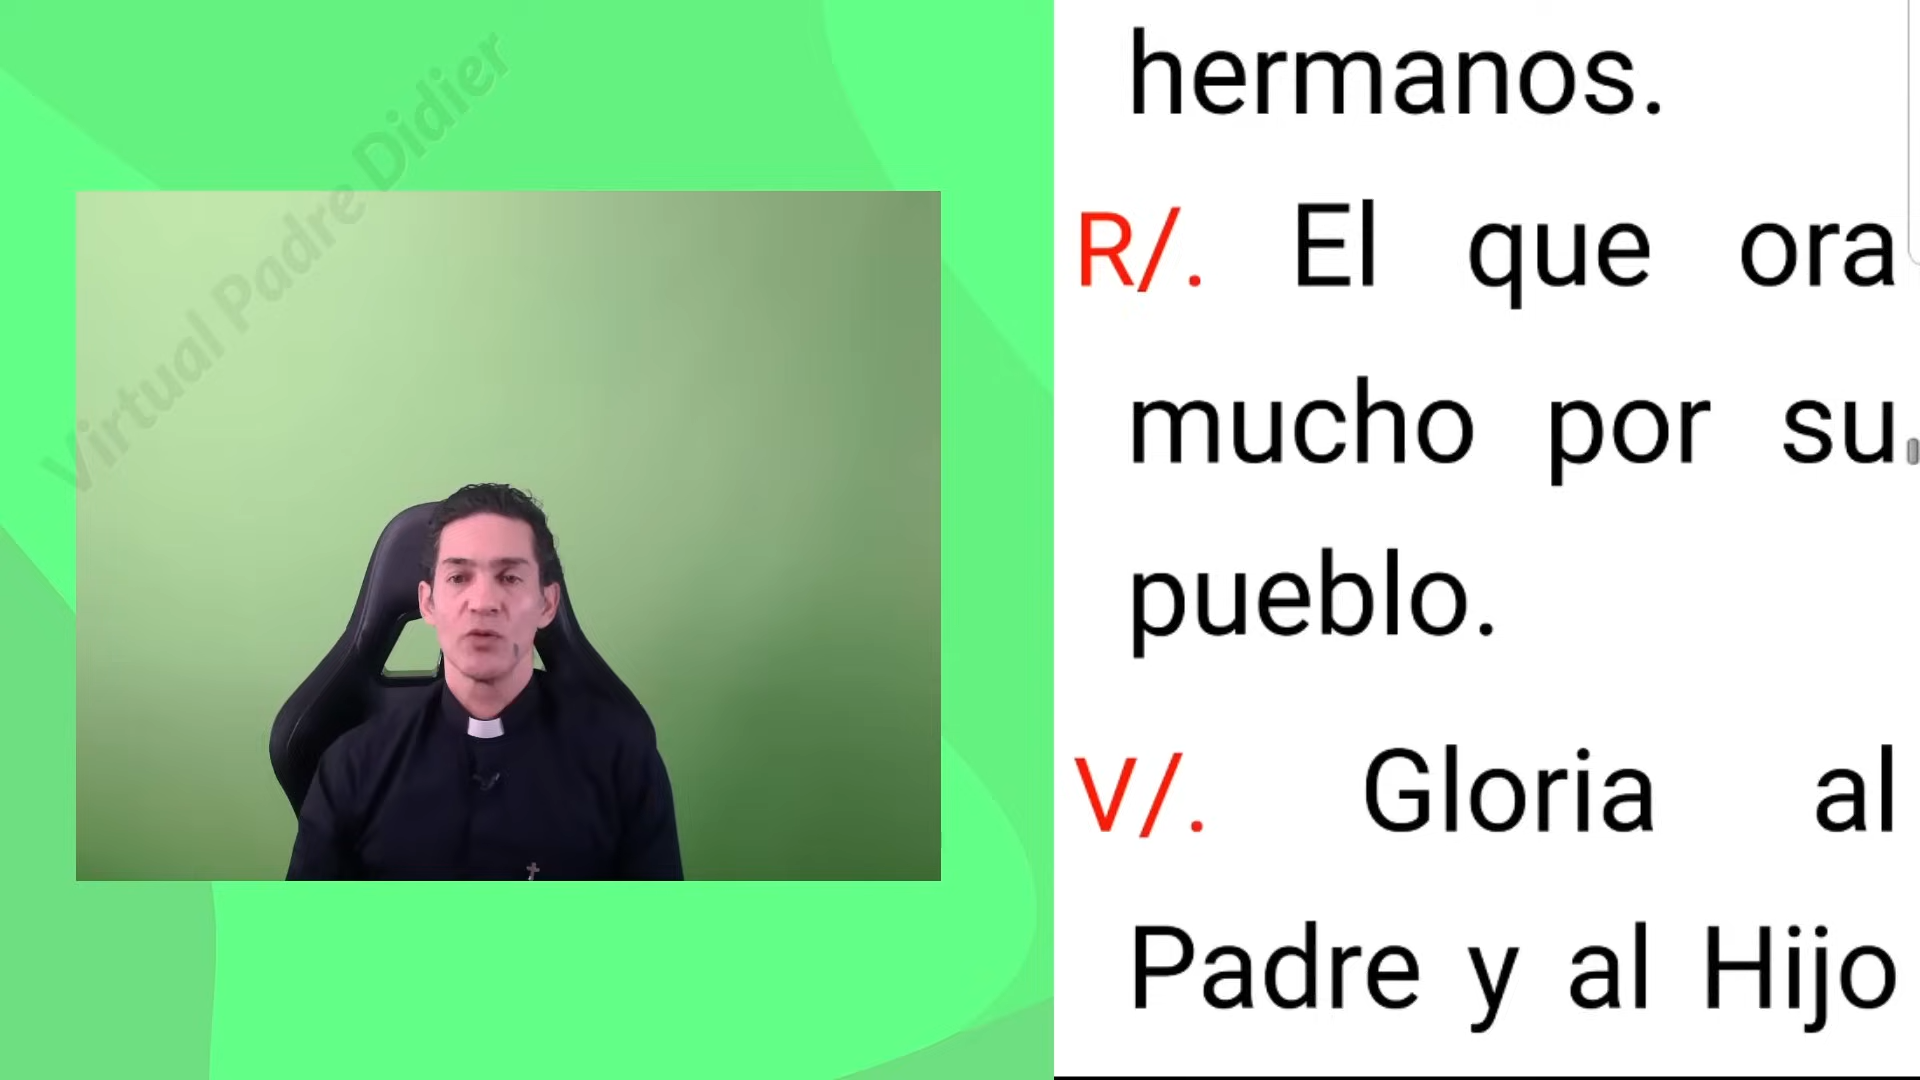 Virtual Padre Didier
hermanos.
R/. El que ora
mucho por su
pueblo.
V/. Gloria al
Padre y al Hijo